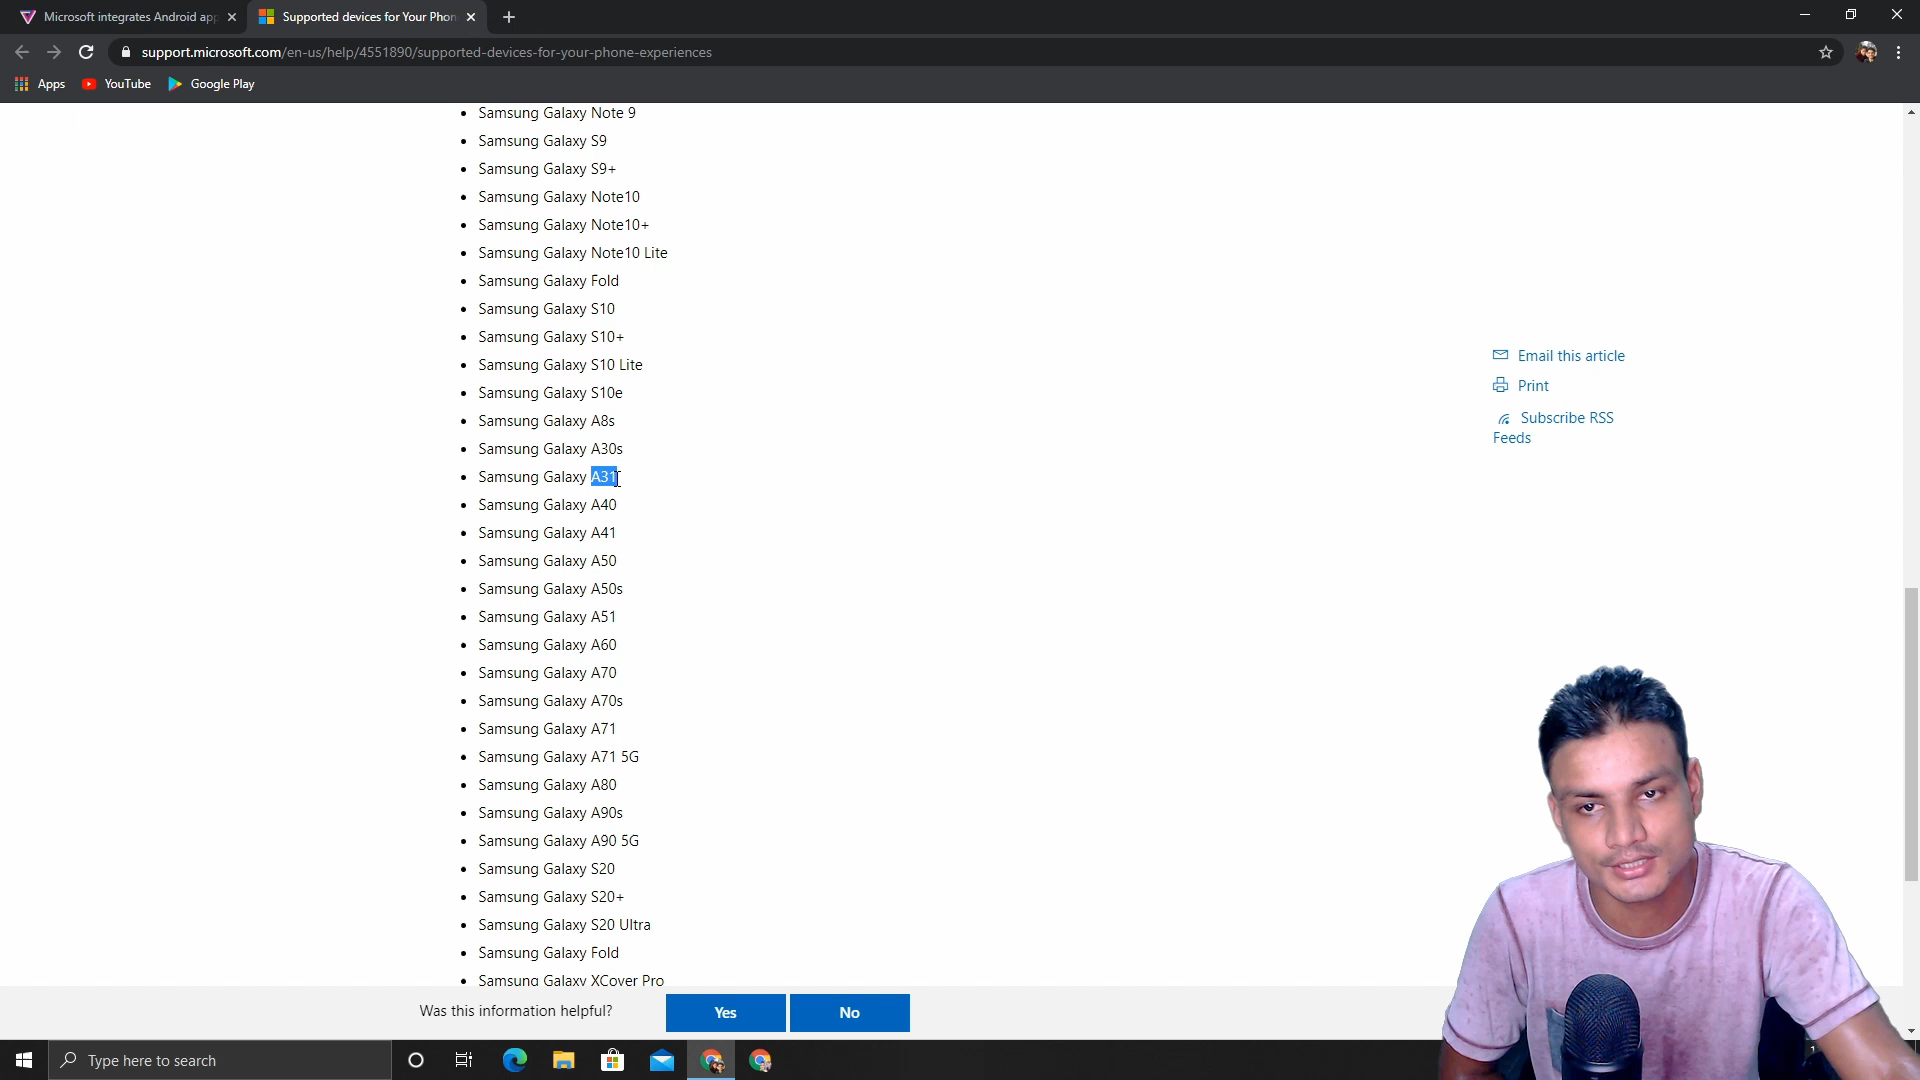 Microsoft integrates Android app
Supported devices for Your Phon
support.microsoft.com/en-us/help/4551890/supported-devices-for-your-phone-experiences
Apps
YouTube
Google Play
Samsung Galaxy Note 9
Samsung Galaxy S9
Samsung Galaxy S9+
Samsung Galaxy Note10
Samsung Galaxy Note10+
Samsung Galaxy Note10 Lite
Samsung Galaxy Fold
Samsung Galaxy S10
Samsung Galaxy S10+
Samsung Galaxy S10 Lite
Samsung Galaxy S10e
Samsung Galaxy A8s
Samsung Galaxy A30s
Samsung Galaxy A31
Samsung Galaxy A40
Samsung Galaxy A41
Samsung Galaxy A50
Samsung Galaxy A50s
Samsung Galaxy A51
Samsung Galaxy A60
Samsung Galaxy A70
Samsung Galaxy A70s
Samsung Galaxy A71
Samsung Galaxy A71 5G
Samsung Galaxy A80
Samsung Galaxy A90s
Samsung Galaxy A90 5G
Samsung Galaxy S20
Samsung Galaxy S20+
Samsung Galaxy S20 Ultra
Samsung Galaxy Fold
Samsung Galaxy XCover Pro
Email this article
Print
Subscribe RSS
Feeds
Was this information helpful?
Yes
No
Type here to search